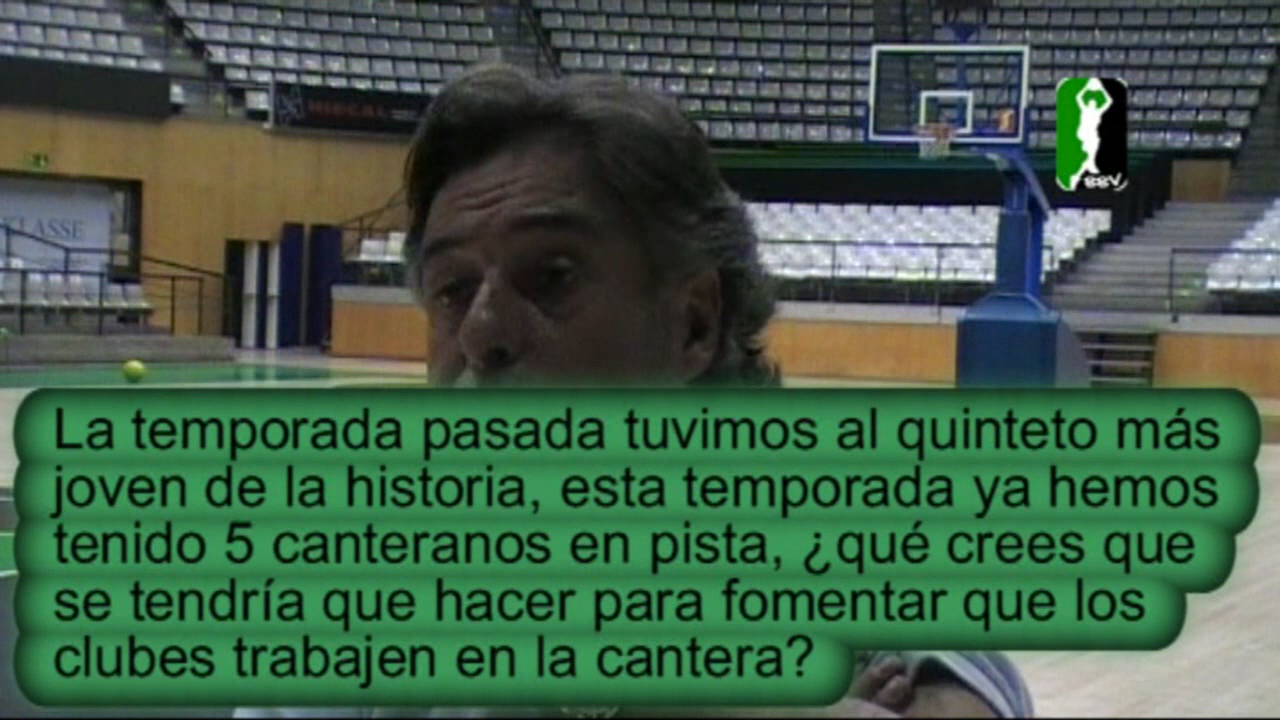 KLASSE
La temporada pasada tuvimos al quinteto más
joven de la historia, esta temporada ya hemos
tenido 5 canteranos en pista, ¿qué crees que
se tendría que hacer para fomentar que los
clubes trabajen en la cantera?